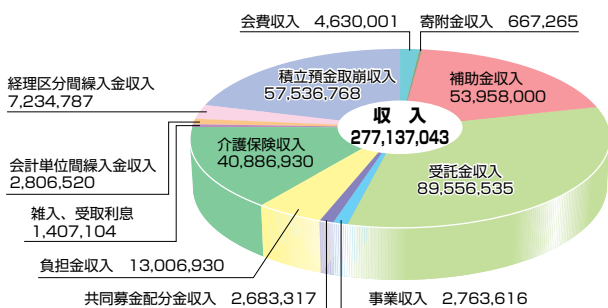 会費収入 4,630,001
寄附金収入 667,265
積立預金取崩収入
57,536,768
補助金収入
53,958,000
経理区分間繰入金収入
7,234,787
収 入
277,137,043
介護保険収入
40,886,930
受託金収入
89,556,535
会計単位間繰入金収入
2,806,520
雑入、受取利息
1,407,104
負担金収入 13,006,930
共同募金配分金収入 2,683,317
事業収入 2,763,616